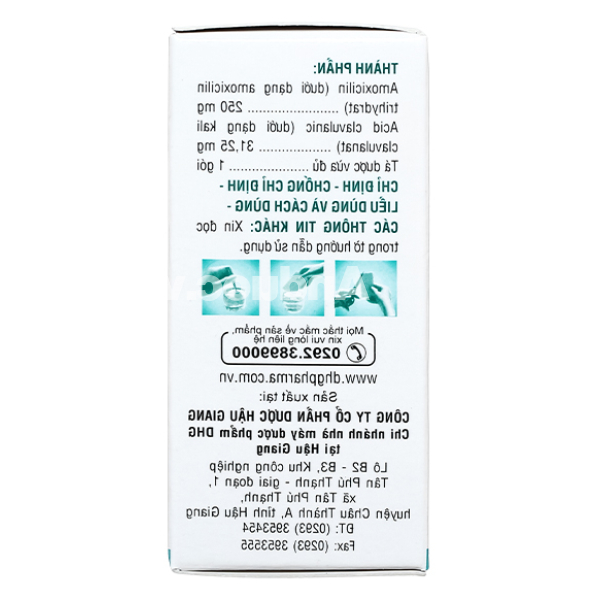 THÀNH PHẦN:
Amoxicilin (dưới dạng amoxicilin
trihydrat) .................. 250 mg
Acid clavulanic (dưới dạng kali
clavulanat) .............. 31,25 mg
Tá dược vừa đủ ............... 1 gói
CHỈ ĐỊNH - CHỐNG CHỈ ĐỊNH -
LIỀU DÙNG VÀ CÁCH DÙNG -
CÁC THÔNG TIN KHÁC: Xin đọc
trong tờ hướng dẫn sử dụng.
Mọi thắc mắc về sản phẩm,
xin vui lòng liên hệ
0292.3899000
www.dhgpharma.com.vn
Sản xuất tại:
CÔNG TY CỔ PHẦN DƯỢC HẬU GIANG
Chi nhánh nhà máy dược phẩm DHG
tại Hậu Giang
Lô B2 - B3, Khu công nghiệp
Tân Phú Thạnh - giai đoạn 1,
xã Tân Phú Thạnh,
huyện Châu Thành A, tỉnh Hậu Giang
ĐT: (0293) 3953454
Fax: (0293) 3953555